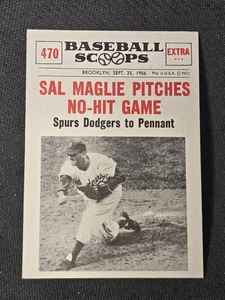 470
BASEBALL
SCOOPS
EXTRA
BROOKLYN, SEPT. 25, 1956
SAL MAGLIE PITCHES
NO-HIT GAME
Spurs Dodgers to Pennant